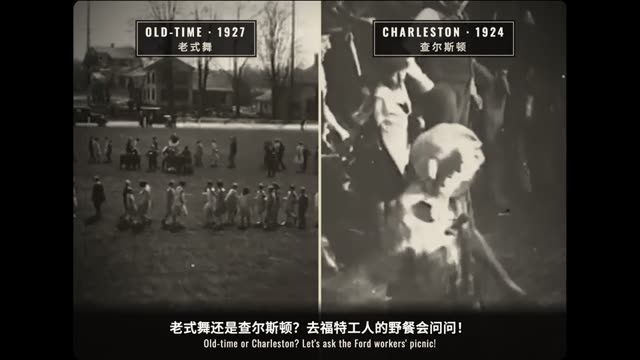 OLD-TIME · 1927
老式舞
CHARLESTON · 1924
查尔斯顿
老式舞还是查尔斯顿？去福特工人的野餐会问问！
Old-time or Charleston? Let's ask the Ford workers' picnic!